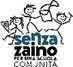 senza
zaino
PER UNA SCUOLA
COMUNITÀ